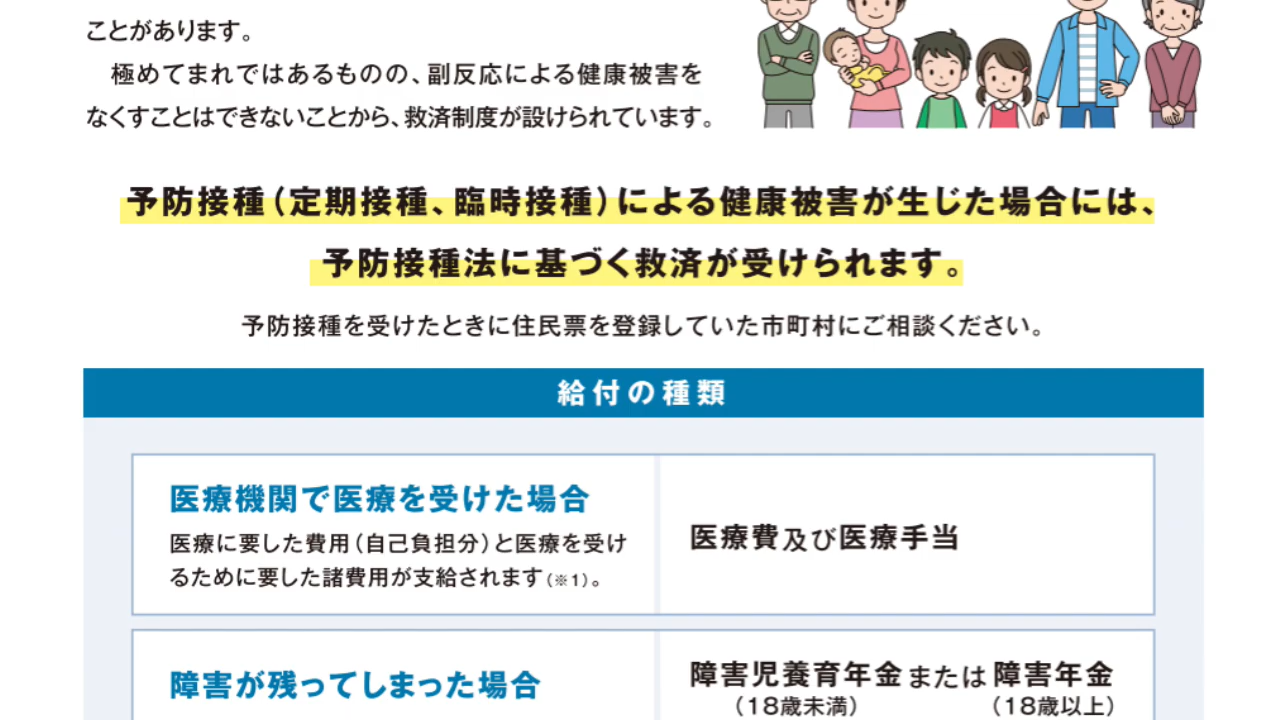 ことがあります。
極めてまれではあるものの、副反応による健康被害を
なくすことはできないことから、救済制度が設けられています。
予防接種（定期接種、臨時接種）による健康被害が生じた場合には、
予防接種法に基づく救済が受けられます。
予防接種を受けたときに住民票を登録していた市町村にご相談ください。
給付の種類
医療機関で医療を受けた場合
医療に要した費用（自己負担分）と医療を受け
るために要した諸費用が支給されます（※1）。
医療費及び医療手当
障害が残ってしまった場合
障害児養育年金または障害年金
（18歳未満）（18歳以上）